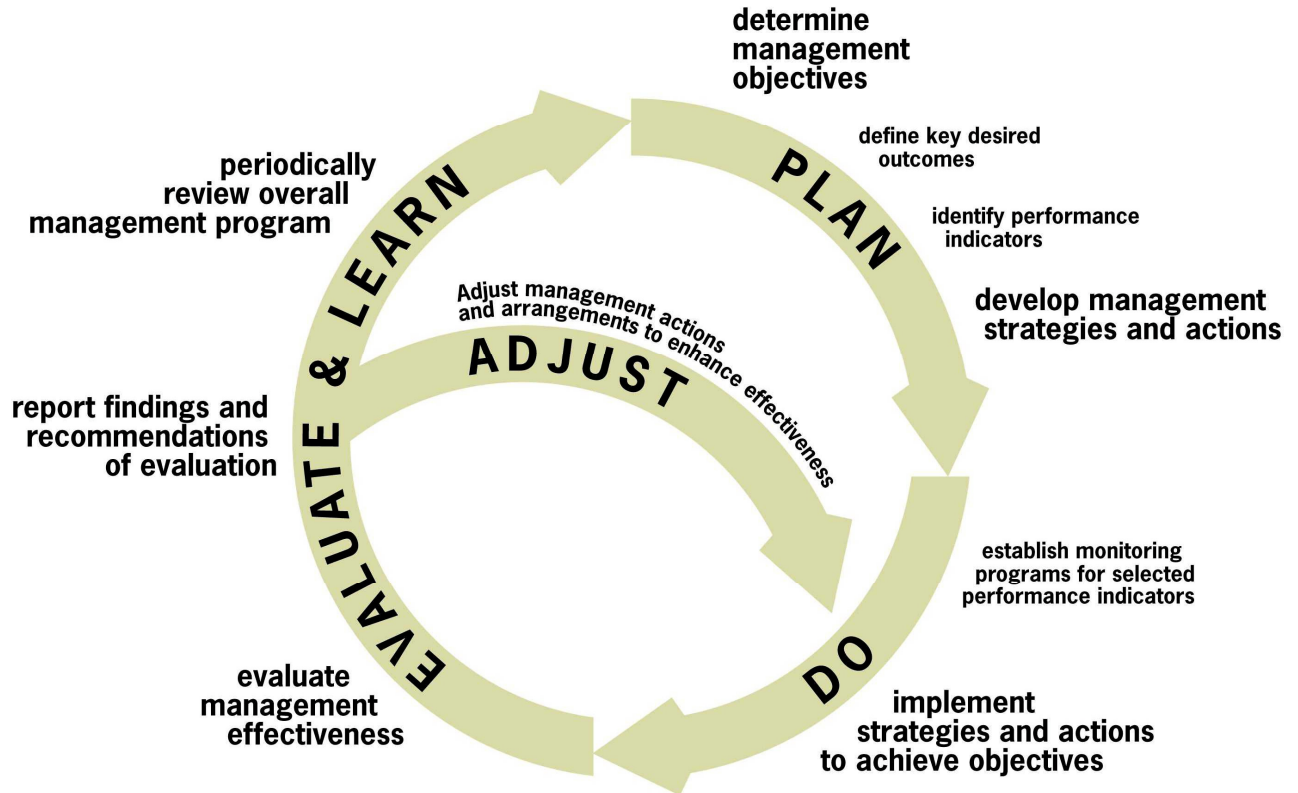 determine
management
objectives
define key desired
outcomes
PLAN
identify performance
indicators
develop management
strategies and actions
establish monitoring
programs for selected
performance indicators
DO
implement
strategies and actions
to achieve objectives
evaluate
management
effectiveness
EVALUATE & LEARN
report findings and
recommendations
of evaluation
periodically
review overall
management program
Adjust management actions
and arrangements to enhance effectiveness
ADJUST